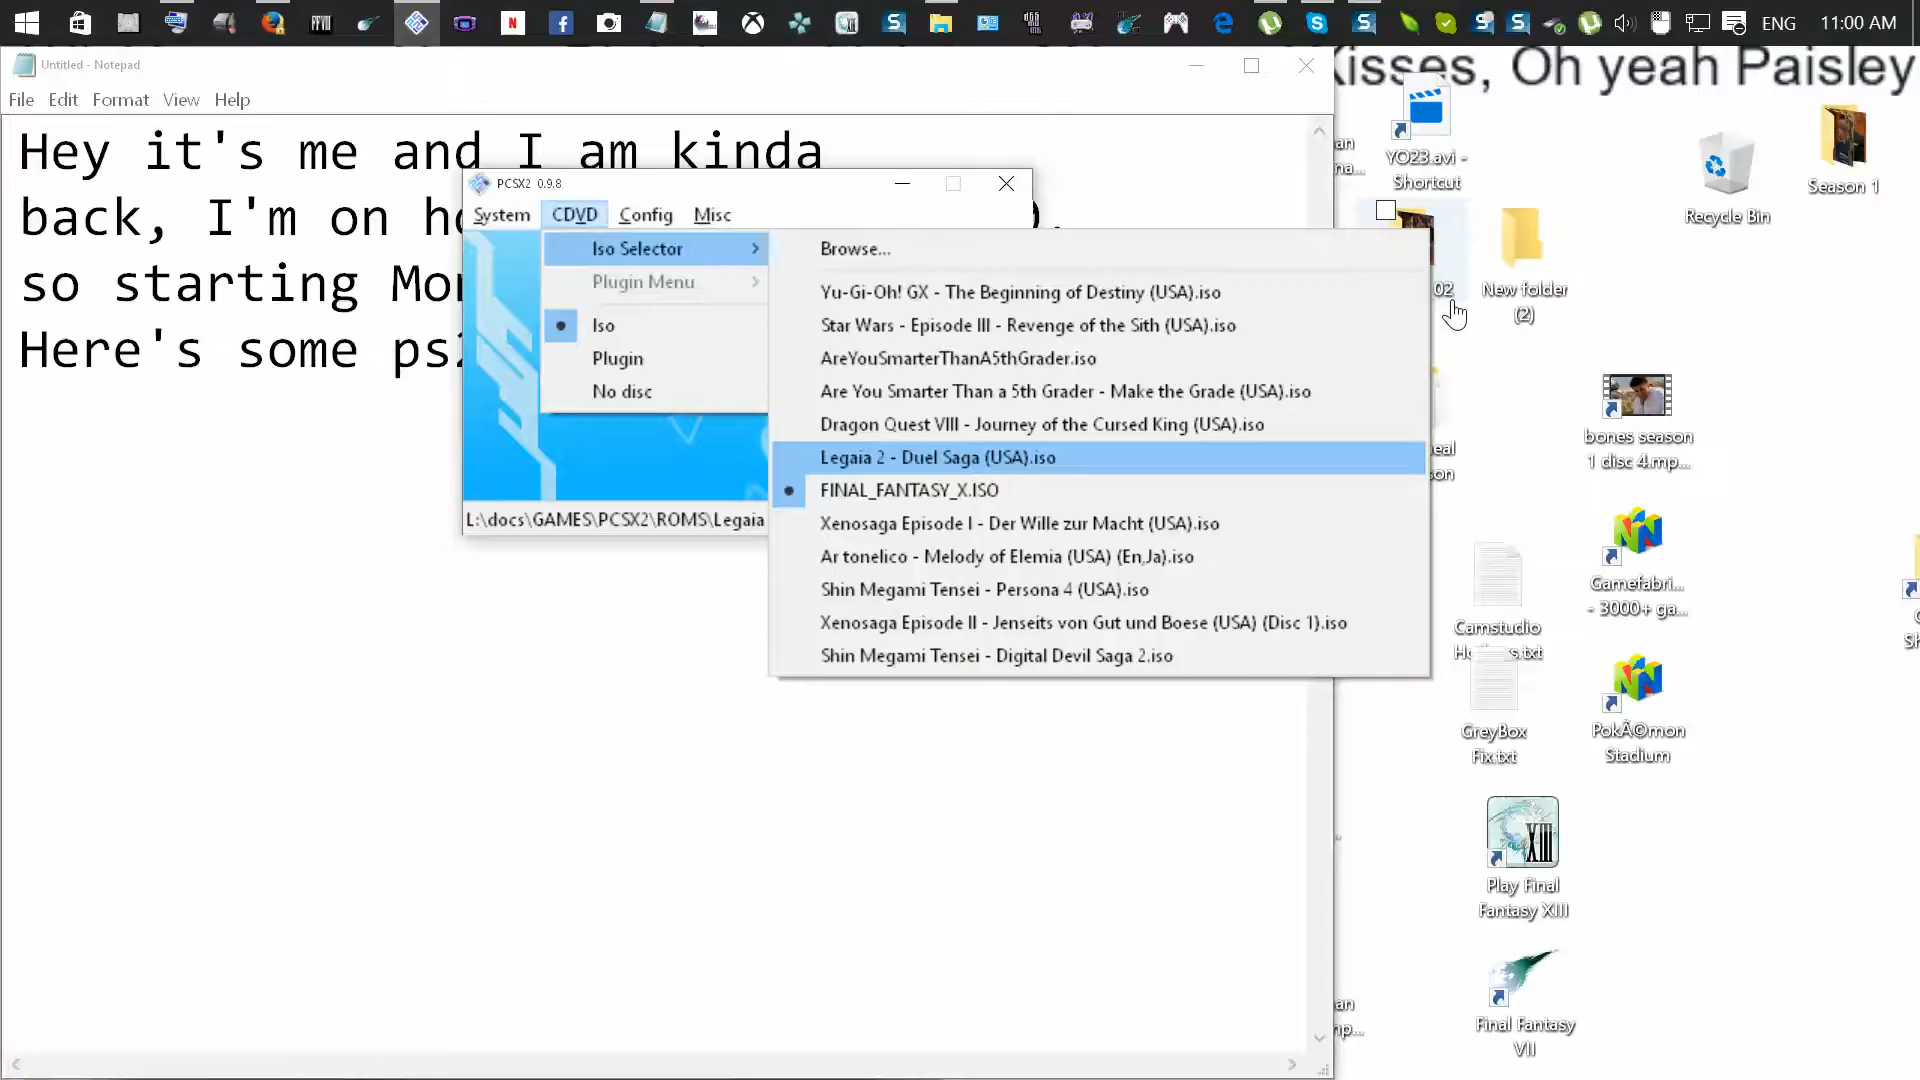 ENG
11:00 AM
Kisses, Oh yeah Paisley
Untitled - Notepad
File Edit Format View Help
Hey it's me and I am kinda
back, I'm on
so starting
Here's some
PCSX2 0.9.8
System CDVD Config Misc
Iso Selector
Plugin Menu
Iso
Plugin
No disc
L:\docs\GAMES\PCSX2\ROMS\Legaia
Browse...
Yu-Gi-Oh! GX - The Beginning of Destiny (USA).iso
Star Wars - Episode III - Revenge of the Sith (USA).iso
AreYouSmarterThanA5thGrader.iso
Are You Smarter Than a 5th Grader - Make the Grade (USA).iso
Dragon Quest VIII - Journey of the Cursed King (USA).iso
Legaia 2 - Duel Saga (USA).iso
FINAL_FANTASY_X.ISO
Xenosaga Episode I - Der Wille zur Macht (USA).iso
Ar tonelico - Melody of Elemia (USA) (En,Ja).iso
Shin Megami Tensei - Persona 4 (USA).iso
Xenosaga Episode II - Jenseits von Gut und Boese (USA) (Disc 1).iso
Shin Megami Tensei - Digital Devil Saga 2.iso
YO23.avi -
Shortcut
Recycle Bin
Season 1
02
New folder
(2)
bones season
1 disc 4.mp...
Gamefabri...
- 3000+ ga...
Camstudio
GreyBox
Fix.txt
PokÃ©mon
Stadium
Play Final
Fantasy XIII
Final Fantasy
VII